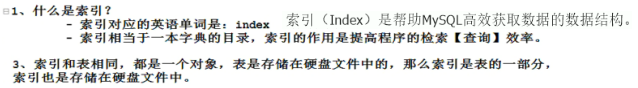 1、什么是索引?
- 索引对应的英语单词是: index 索引（Index）是帮助MySQL高效获取数据的数据结构。
- 索引相当于一本字典的目录，索引的作用是提高程序的检索【查询】效率。
3、索引和表相同，都是一个对象，表是存储在硬盘文件中的，那么索引是表的一部分，
索引也是存储在硬盘文件中。